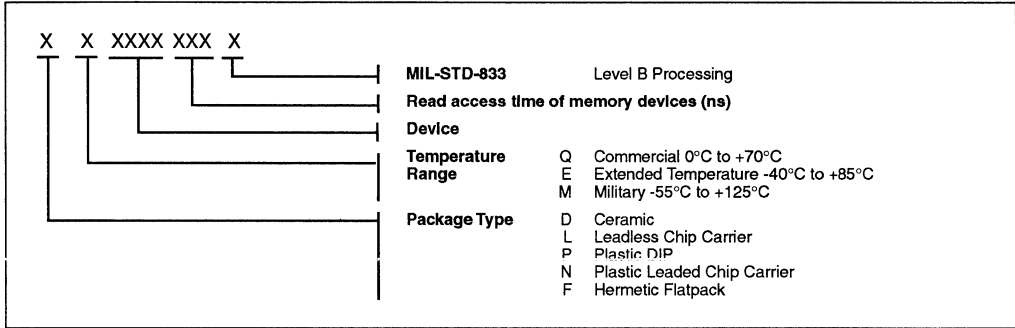 X X XXXX XXX X
MIL-STD-833 Level B Processing
Read access time of memory devices (ns)
Device
Temperature Q Commercial 0°C to +70°C
Range E Extended Temperature -40°C to +85°C
M Military -55°C to +125°C
Package Type D Ceramic
L Leadless Chip Carrier
P Plastic DIP
N Plastic Leaded Chip Carrier
F Hermetic Flatpack